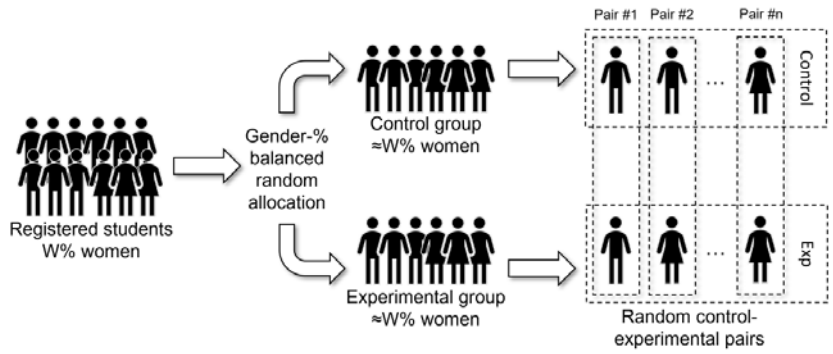 Registered students
W% women
Gender-%
balanced
random
allocation
Control group
≈W% women
Experimental group
≈W% women
Pair #1 Pair #2 Pair #n
...
Control
...
Exp
Random control-
experimental pairs